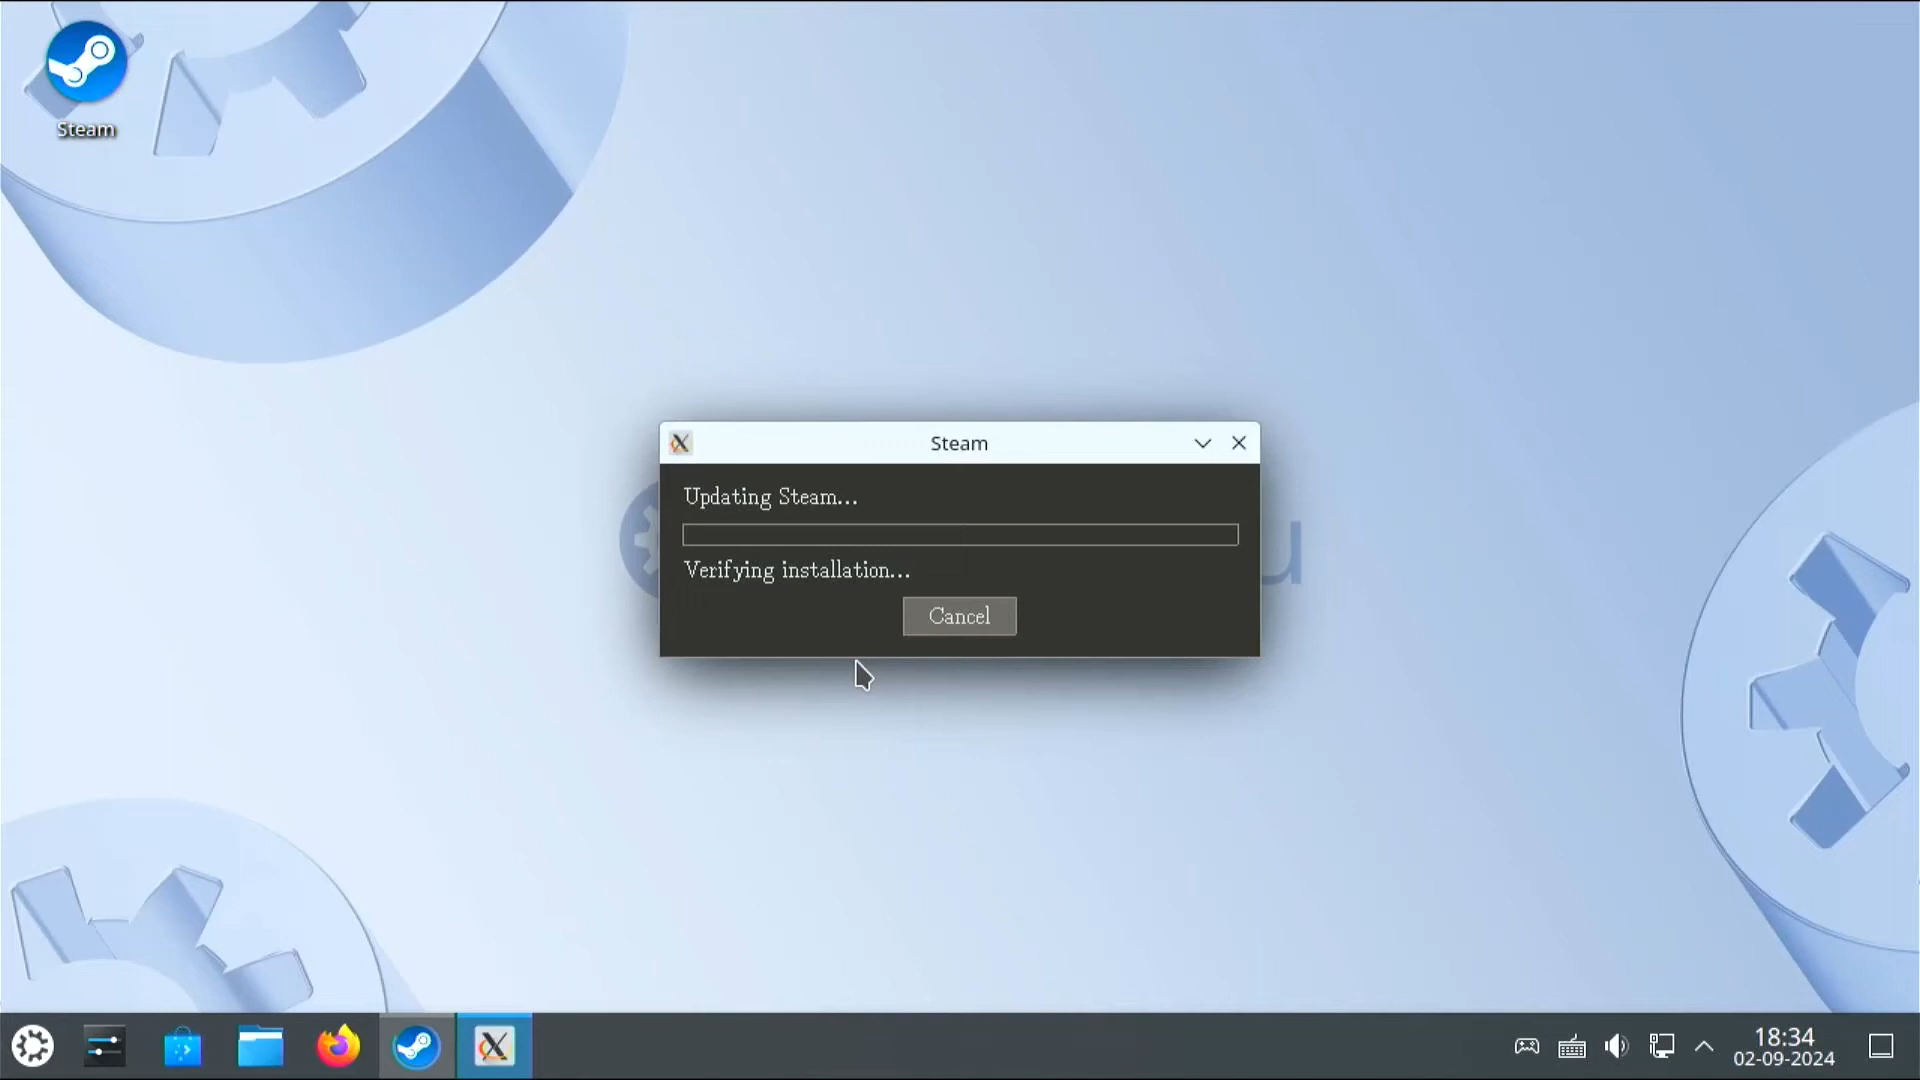 Steam
Steam
Updating Steam...
Verifying installation...
Cancel
18:34
02-09-2024